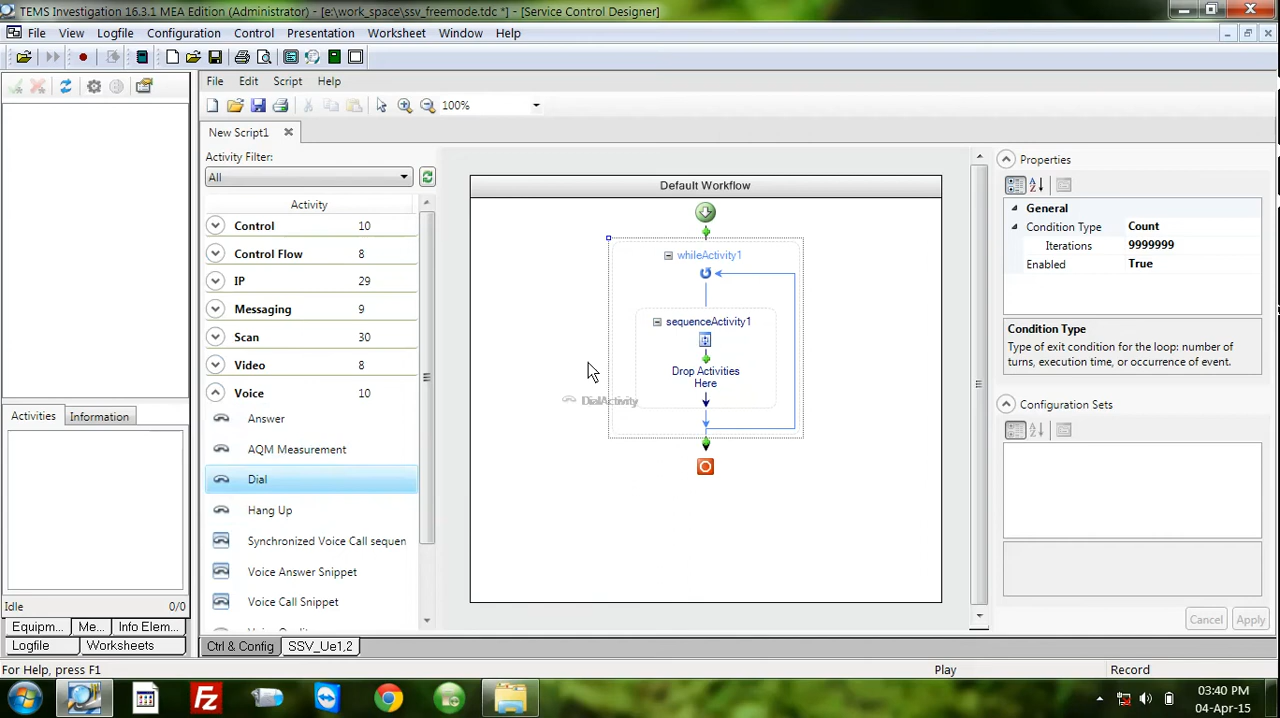 TEMS Investigation 16.3.1 MEA Edition (Administrator) - [e:\work_space\ssv_freemode.tdc *] - [Service Control Designer]
File View Logfile Configuration Control Presentation Worksheet Window Help
File Edit Script Help
100%
New Script1
Activity Filter:
All
Activity
Control 10
Control Flow 8
IP 29
Messaging 9
Scan 30
Video 8
Voice 10
Answer
AQM Measurement
Dial
Hang Up
Synchronized Voice Call sequen
Voice Answer Snippet
Voice Call Snippet
Default Workflow
whileActivity1
sequenceActivity1
Drop Activities
Here
DialActivity
Properties
General
Condition Type Count
Iterations 9999999
Enabled True
Condition Type
Type of exit condition for the loop: number of
turns, execution time, or occurrence of event.
Configuration Sets
Cancel Apply
Activities Information
Idle 0/0
Equipm... Me... Info Elem...
Logfile Worksheets
Ctrl & Config SSV_Ue1,2
For Help, press F1
Play Record
03:40 PM
04-Apr-15